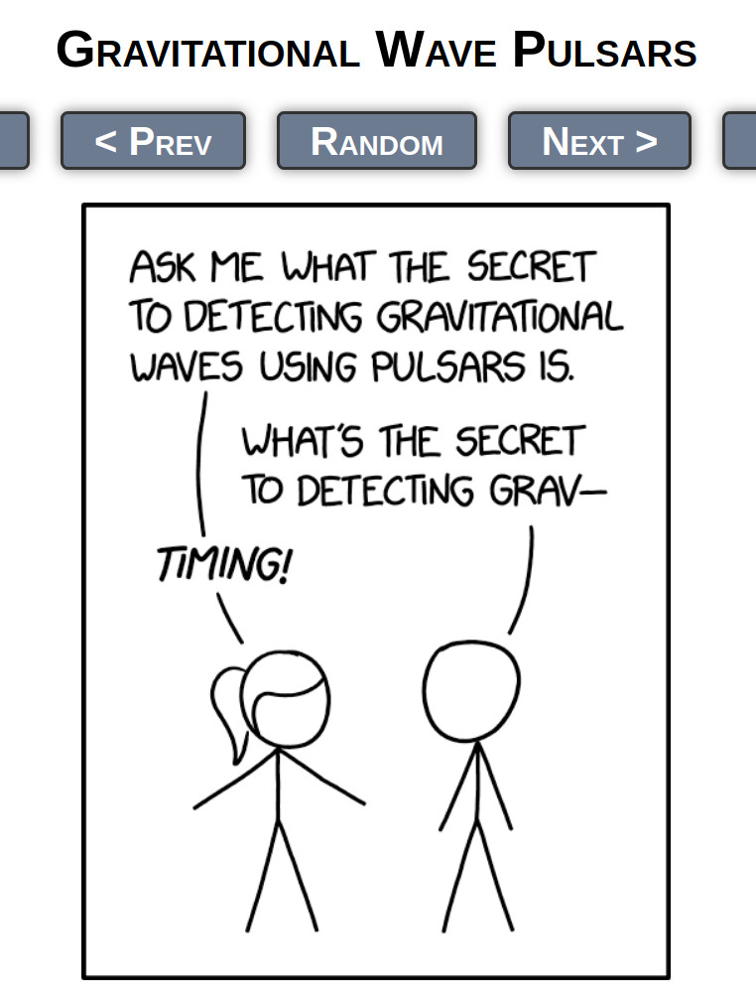 Gravitational Wave Pulsars
< Prev
Random
Next >
ASK ME WHAT THE SECRET
TO DETECTING GRAVITATIONAL
WAVES USING PULSARS IS.
WHAT'S THE SECRET
TO DETECTING GRAV—
TIMING!